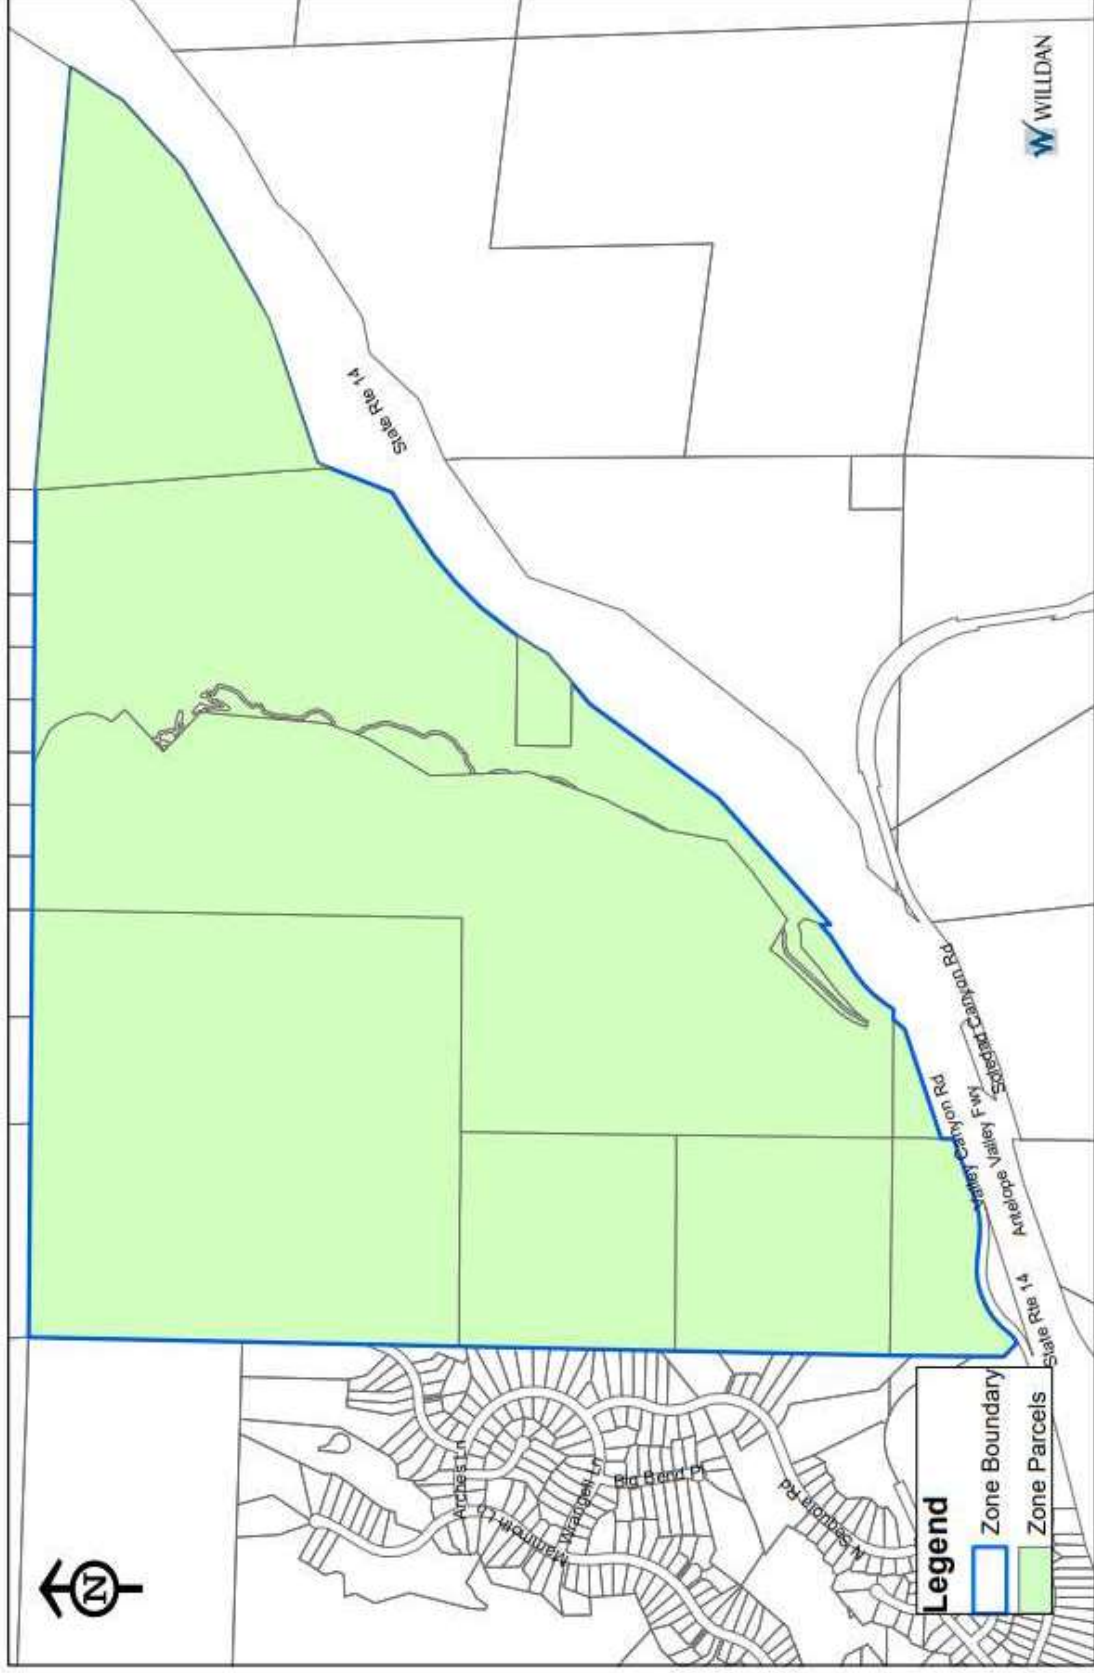 State Rte 14
Soledad Canyon Rd
Valley Canyon Rd
Antelope Valley Fwy
State Rte 14
Arches Ln
Mammoth Ln
Wrangell Ln
Big Bend Pl
N Sequoia Rd
N
Legend
Zone Boundary
Zone Parcels
W WILLDAN